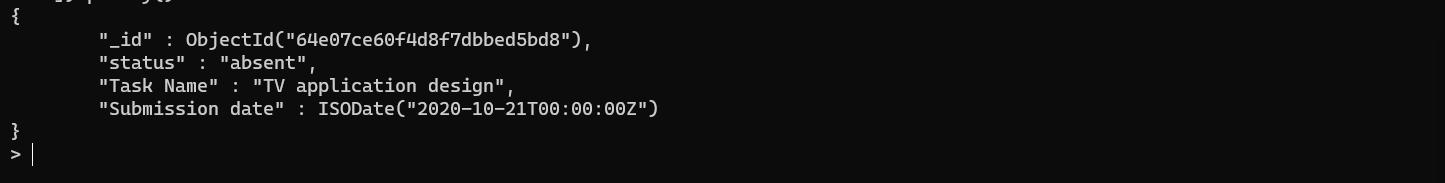 {
"_id" : ObjectId("64e07ce60f4d8f7dbbed5bd8"),
"status" : "absent",
"Task Name" : "TV application design",
"Submission date" : ISODate("2020-10-21T00:00:00Z")
}
>